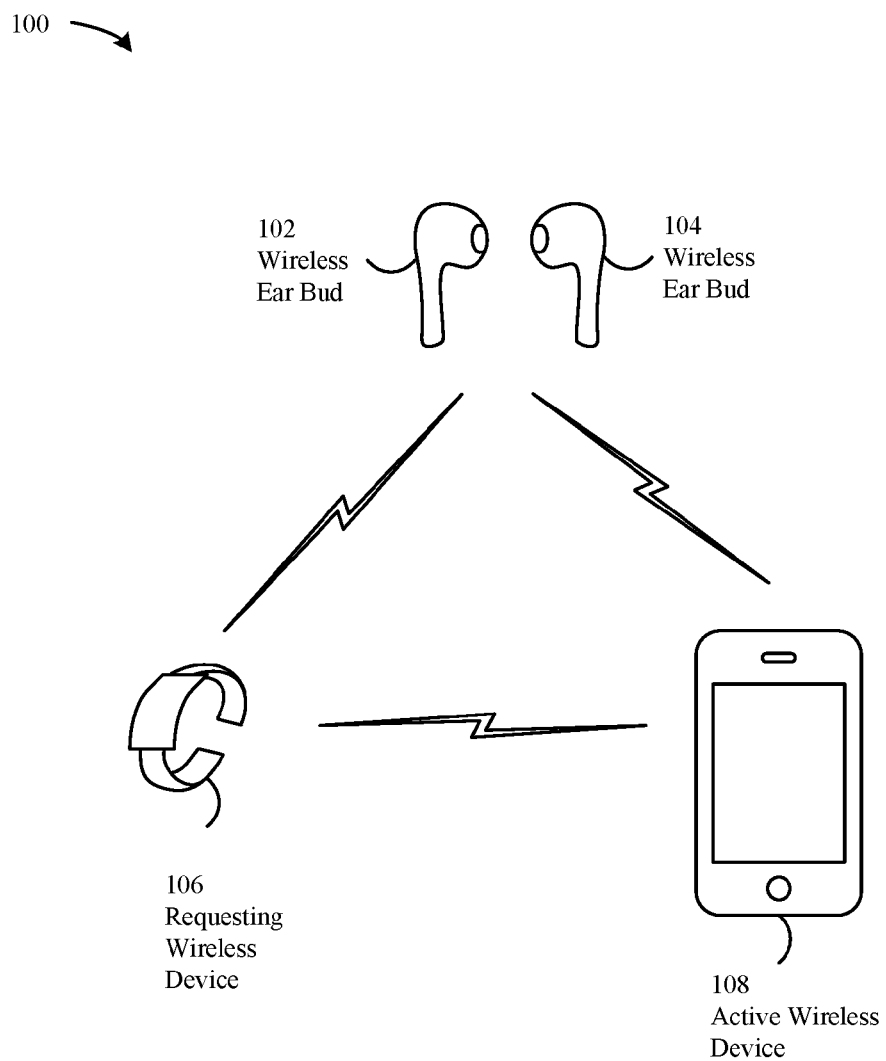 100
102
Wireless
Ear Bud
104
Wireless
Ear Bud
106
Requesting
Wireless
Device
108
Active Wireless
Device